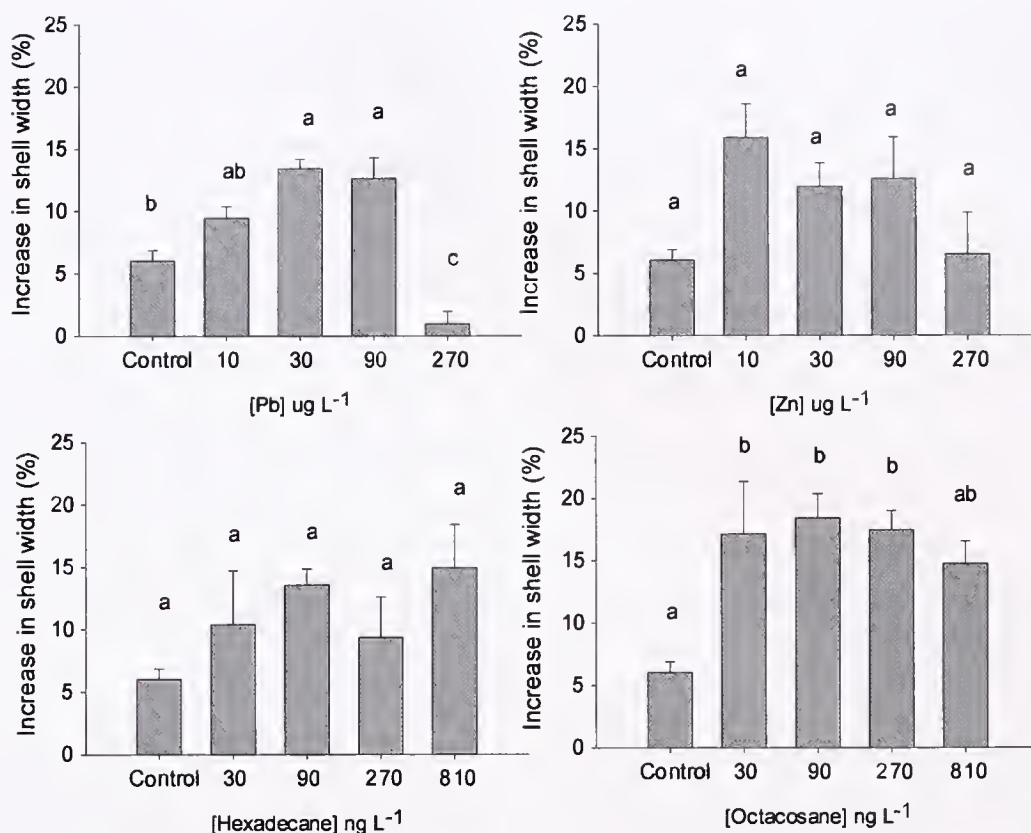 Increase in shell width (%)
25
20
15
10
5
0
b
ab
a
a
c
Control 10 30 90 270
[Pb] ug L⁻¹
Increase in shell width (%)
25
20
15
10
5
0
a
a
a
a
a
Control 10 30 90 270
[Zn] ug L⁻¹
Increase in shell width (%)
25
20
15
10
5
0
a
a
a
a
a
Control 30 90 270 810
[Hexadecane] ng L⁻¹
Increase in shell width (%)
25
20
15
10
5
0
a
b
b
b
ab
Control 30 90 270 810
[Octacosane] ng L⁻¹